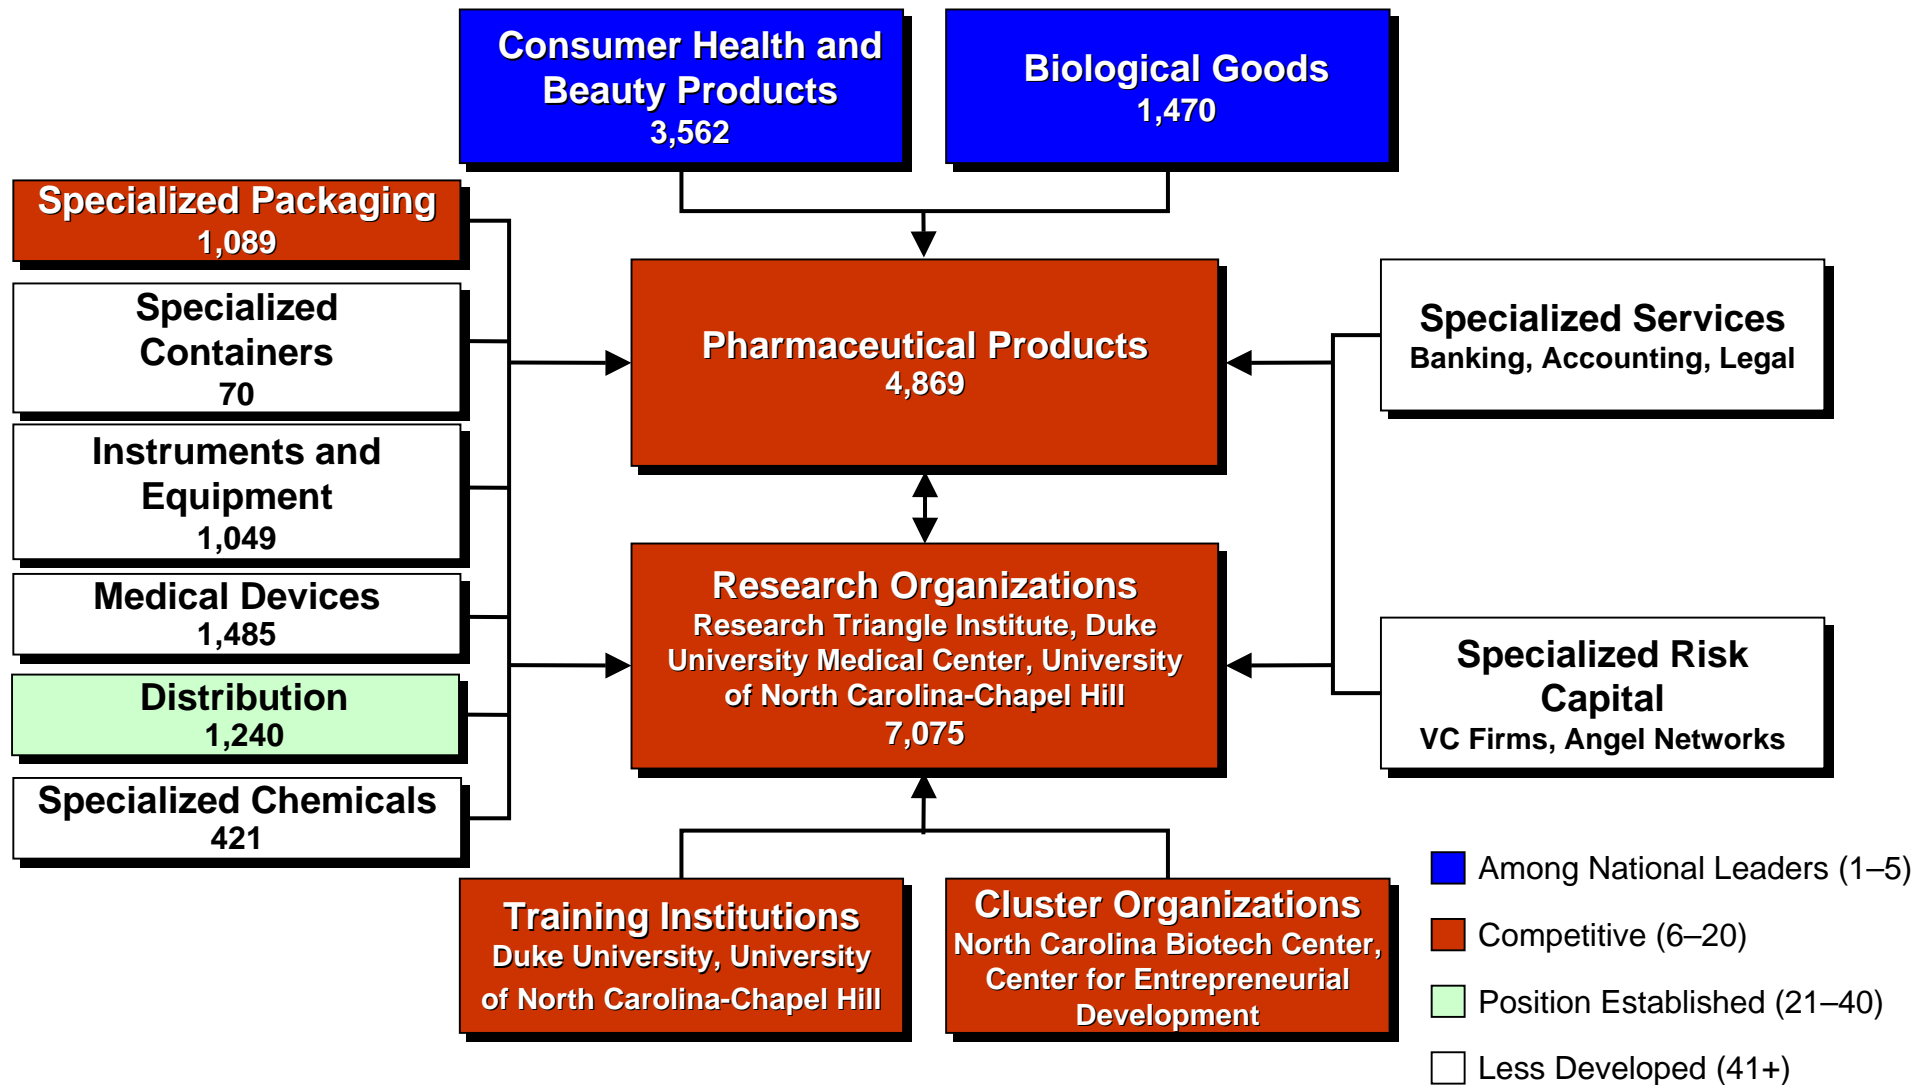 Consumer Health and
Beauty Products
3,562
Biological Goods
1,470
Specialized Packaging
1,089
Specialized
Containers
70
Instruments and
Equipment
1,049
Medical Devices
1,485
Distribution
1,240
Specialized Chemicals
421
Pharmaceutical Products
4,869
Research Organizations
Research Triangle Institute, Duke
University Medical Center, University
of North Carolina-Chapel Hill
7,075
Specialized Services
Banking, Accounting, Legal
Specialized Risk
Capital
VC Firms, Angel Networks
Training Institutions
Duke University, University
of North Carolina-Chapel Hill
Cluster Organizations
North Carolina Biotech Center,
Center for Entrepreneurial
Development
Among National Leaders (1–5)
Competitive (6–20)
Position Established (21–40)
Less Developed (41+)